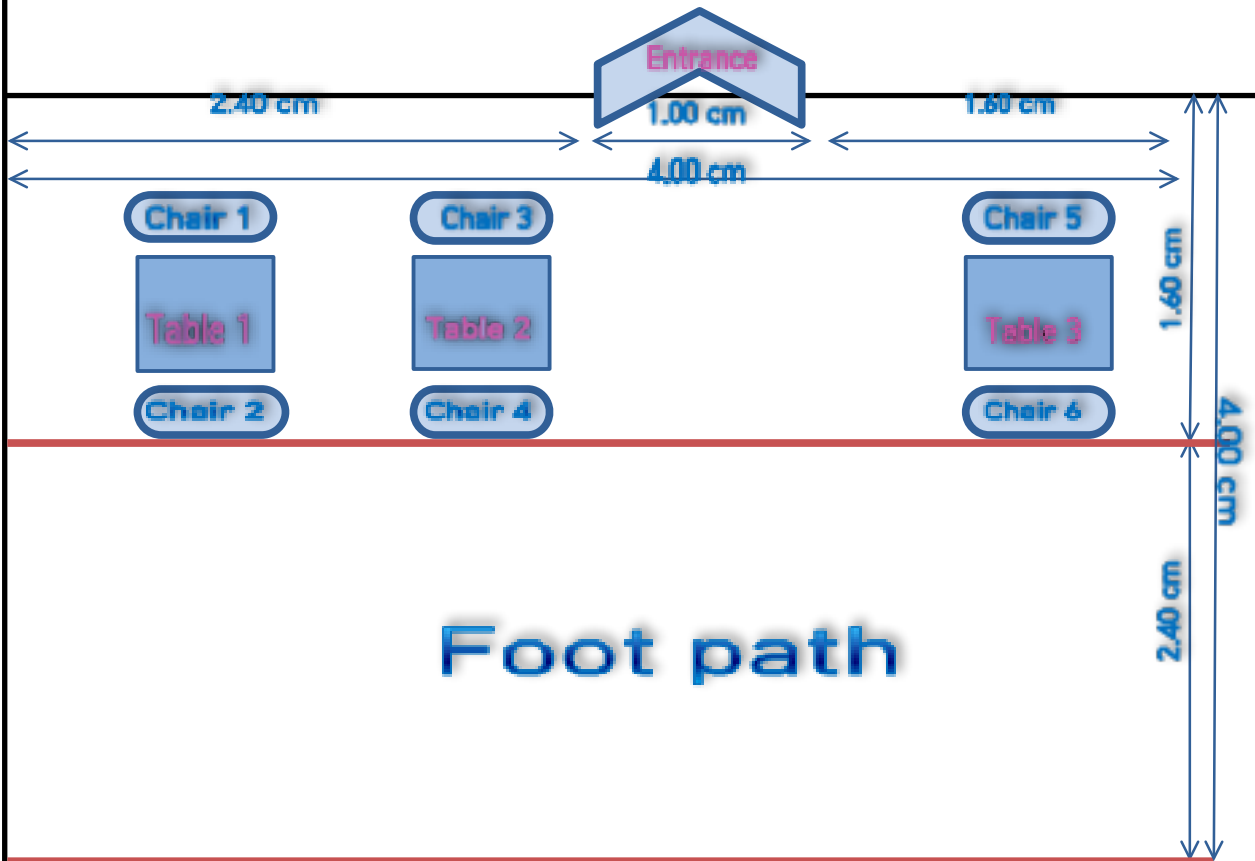 Entrance
2.40 cm
1.00 cm
1.60 cm
4.00 cm
Chair 1
Chair 3
Chair 5
1.60 cm
Table 1
Table 2
Table 3
Chair 2
Chair 4
Chair 6
4.00 cm
2.40 cm
Foot path